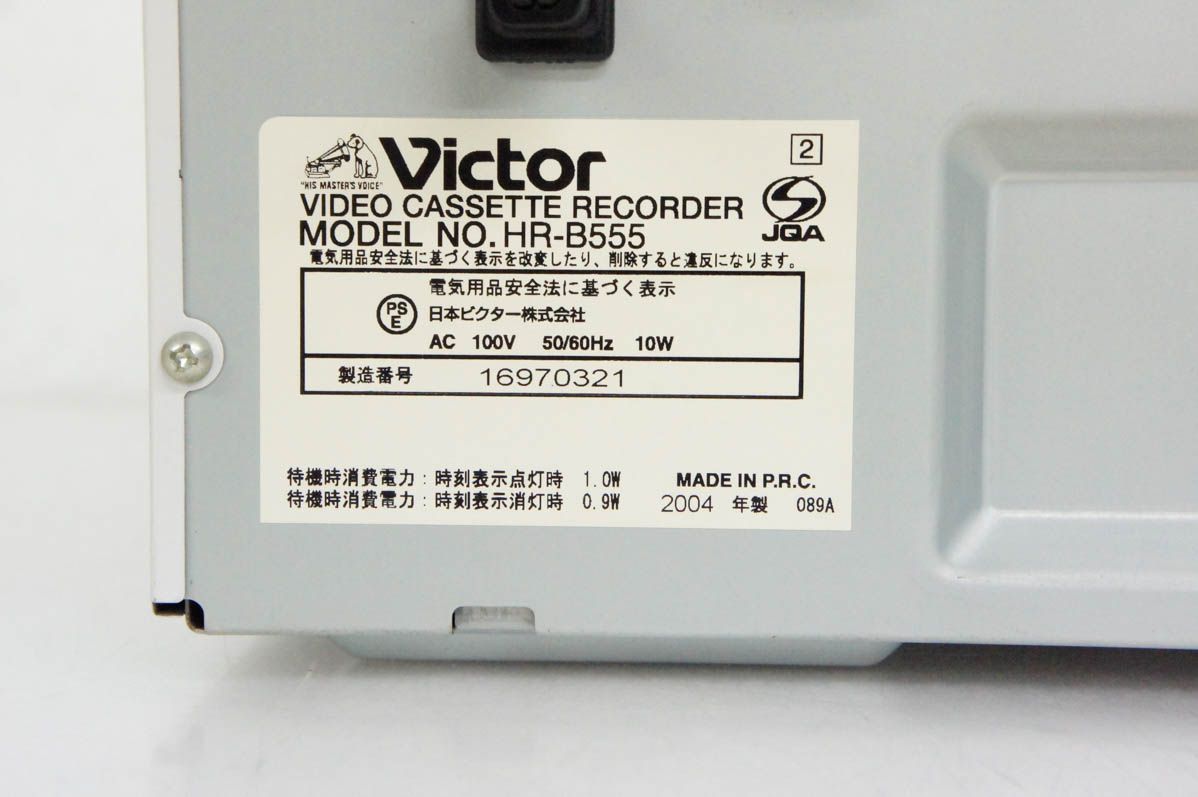 Victor
2
"HIS MASTER'S VOICE"
VIDEO CASSETTE RECORDER
JQA
MODEL NO. HR-B555
電気用品安全法に基づく表示を改変したり、削除すると違反になります。
電気用品安全法に基づく表示
PS
E
日本ビクター株式会社
AC 100V 50/60Hz 10W
製造番号 16970321
待機時消費電力:時刻表示点灯時 1.0W
MADE IN P.R.C.
待機時消費電力:時刻表示消灯時 0.9W
2004 年製 089A